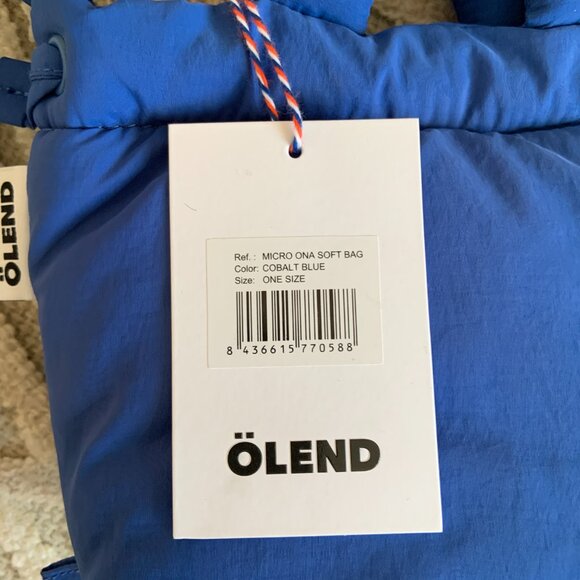 ÖLEND
Ref. : MICRO ONA SOFT BAG
Color: COBALT BLUE
Size: ONE SIZE
8 436615 770588
ÖLEND